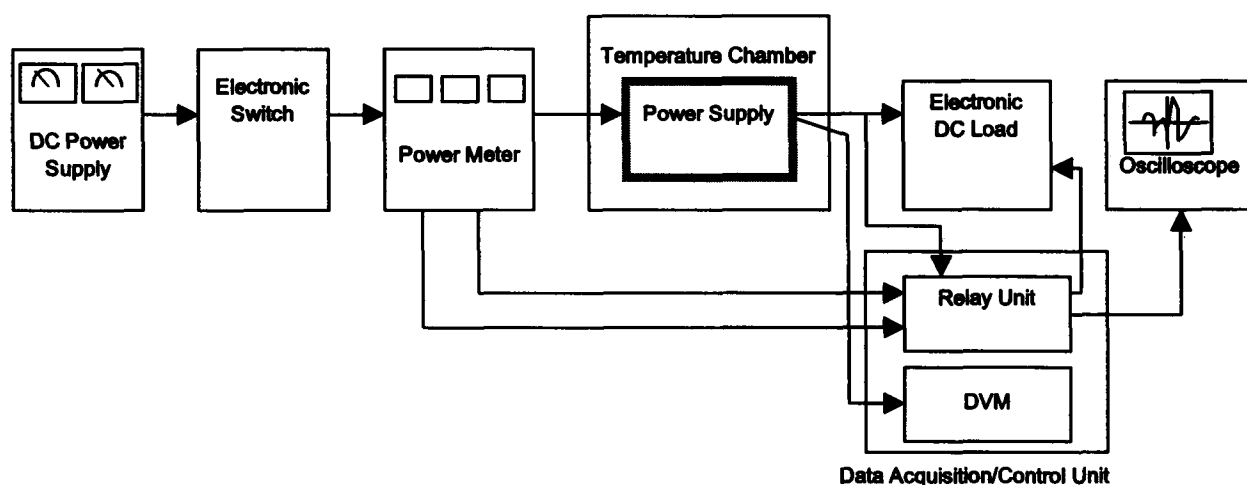 DC Power
Supply
Electronic
Switch
Power Meter
Temperature Chamber
Power Supply
Electronic
DC Load
Oscilloscope
Relay Unit
DVM
Data Acquisition/Control Unit